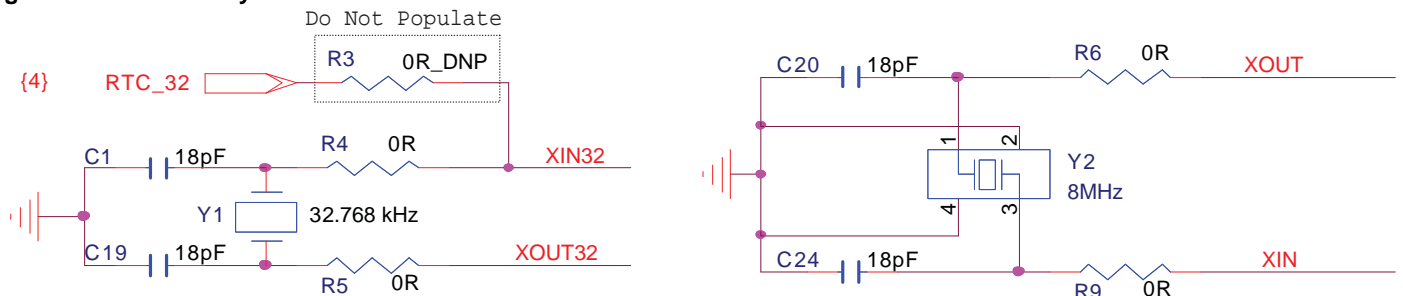 Do Not Populate
R3 0R_DNP
{4} RTC_32
C1 18pF R4 0R XIN32
Y1 32.768 kHz
C19 18pF R5 0R XOUT32
C20 18pF R6 0R XOUT
1 2
Y2
8MHz
4 3
C24 18pF R9 0R XIN